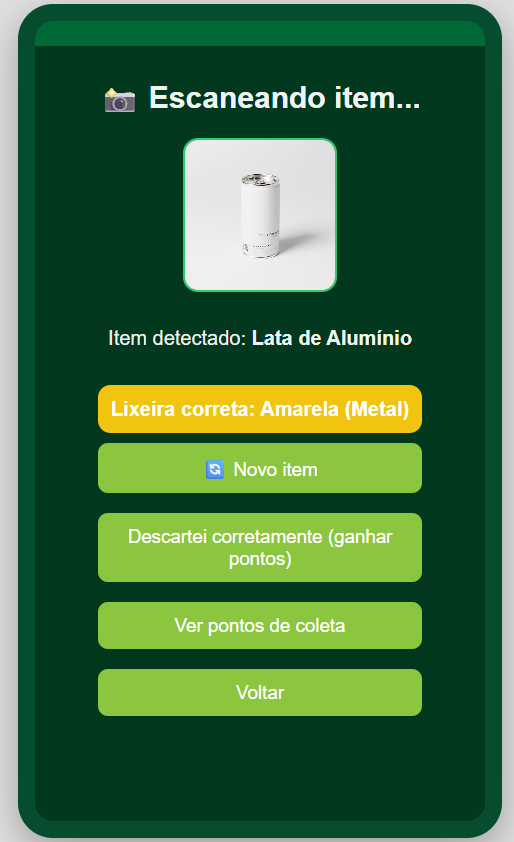 Escaneando item...
Item detectado: Lata de Alumínio
Lixeira correta: Amarela (Metal)
Novo item
Descartei corretamente (ganhar
pontos)
Ver pontos de coleta
Voltar